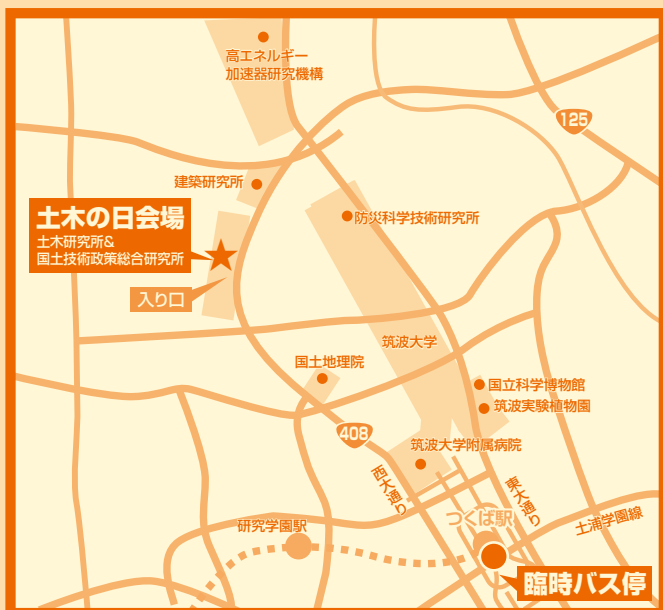 高エネルギー
加速器研究機構
125
建築研究所
土木の日会場
土木研究所&
国土技術政策総合研究所
入り口
防災科学技術研究所
筑波大学
国土地理院
国立科学博物館
筑波実験植物園
408
筑波大学附属病院
西大通り
東大通り
つくば駅
土浦学園線
研究学園駅
臨時バス停